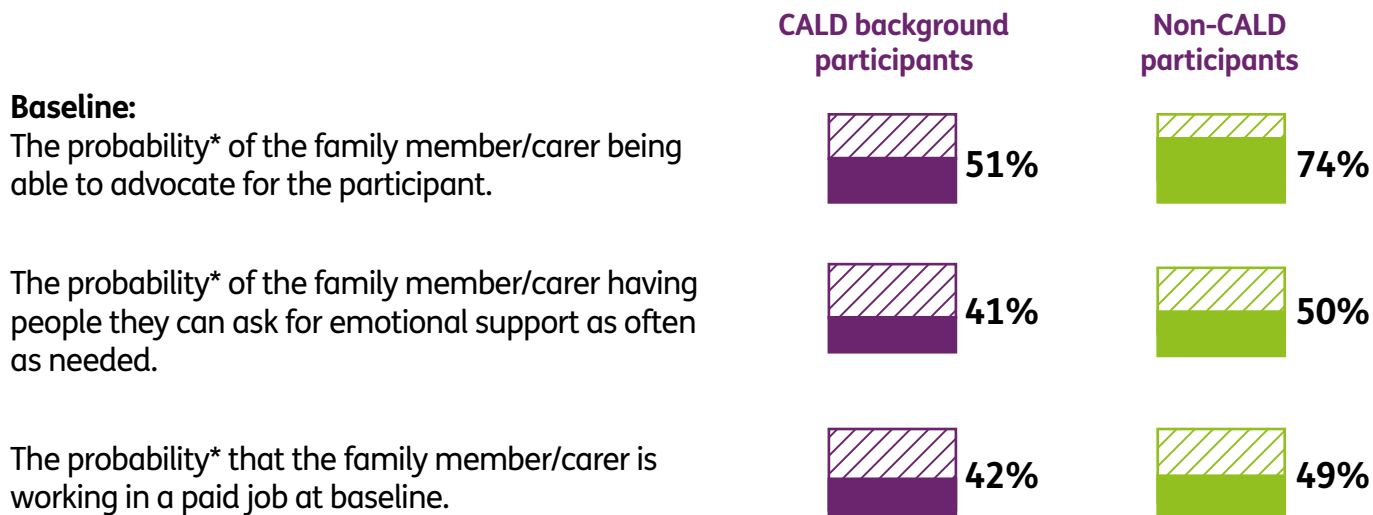 CALD background
participants
Non-CALD
participants
Baseline:
The probability* of the family member/carer being
able to advocate for the participant.
51%
74%
The probability* of the family member/carer having
people they can ask for emotional support as often
as needed.
41%
50%
The probability* that the family member/carer is
working in a paid job at baseline.
42%
49%